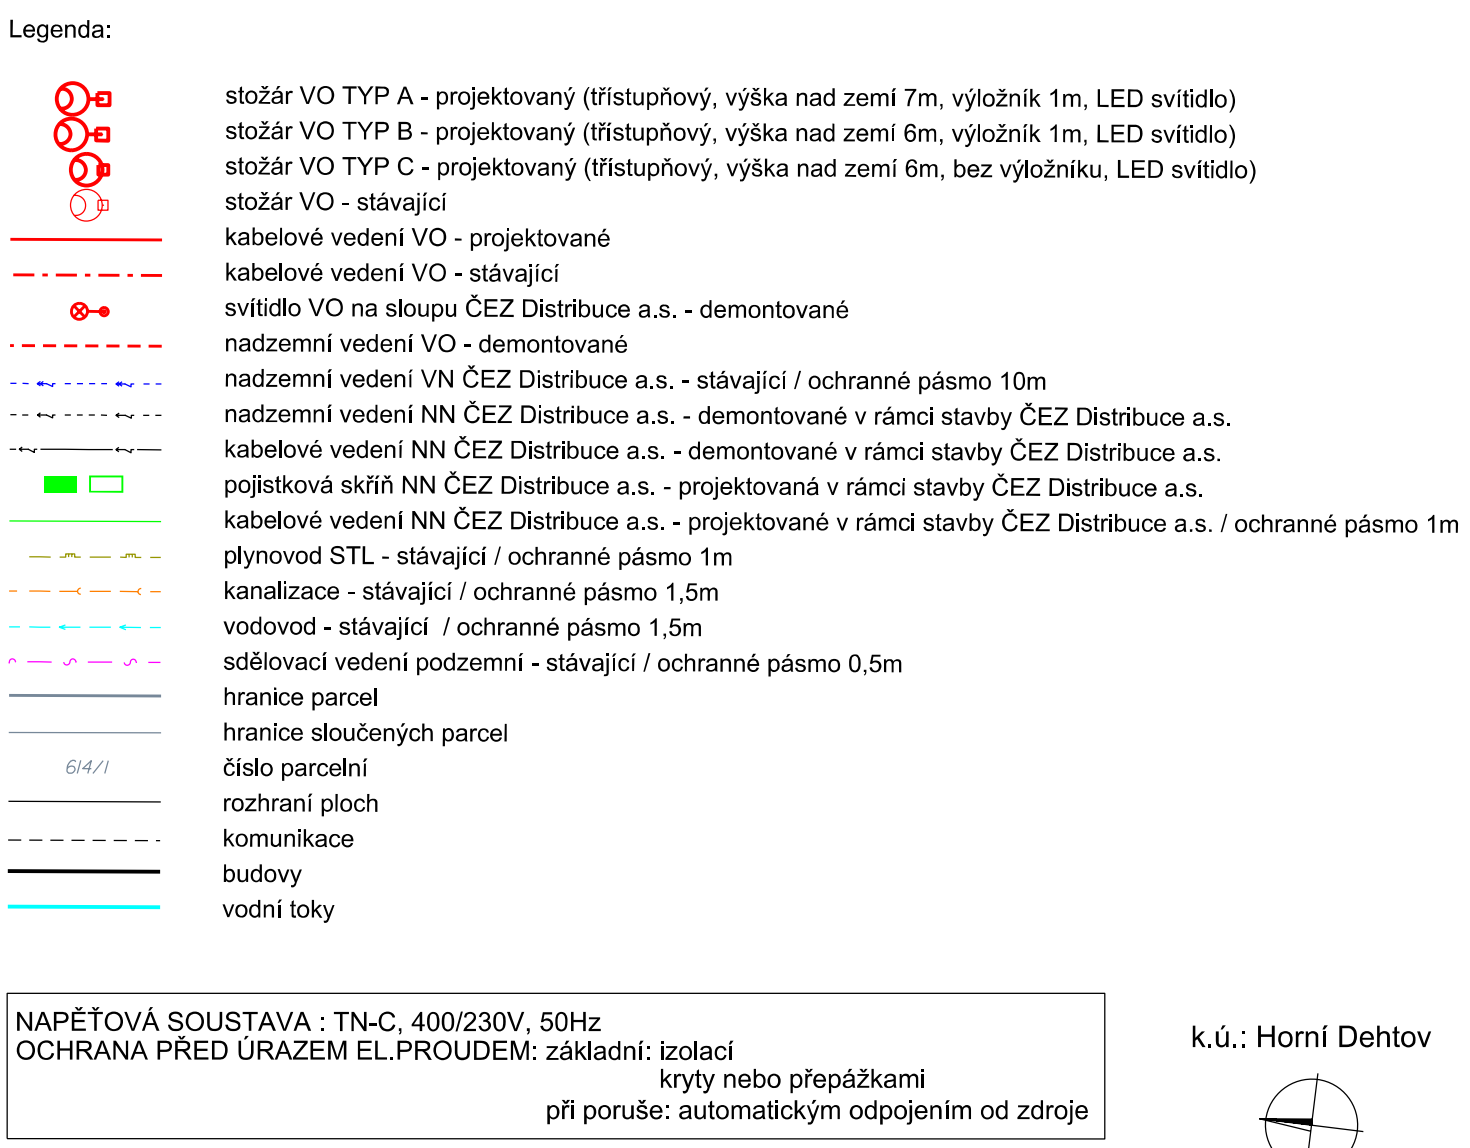 Legenda:
stožár VO TYP A - projektovaný (třístupňový, výška nad zemí 7m, výložník 1m, LED svítidlo)
stožár VO TYP B - projektovaný (třístupňový, výška nad zemí 6m, výložník 1m, LED svítidlo)
stožár VO TYP C - projektovaný (třístupňový, výška nad zemí 6m, bez výložníku, LED svítidlo)
stožár VO - stávající
kabelové vedení VO - projektované
kabelové vedení VO - stávající
svítidlo VO na sloupu ČEZ Distribuce a.s. - demontované
nadzemní vedení VO - demontované
nadzemní vedení VN ČEZ Distribuce a.s. - stávající / ochranné pásmo 10m
nadzemní vedení NN ČEZ Distribuce a.s. - demontované v rámci stavby ČEZ Distribuce a.s.
kabelové vedení NN ČEZ Distribuce a.s. - demontované v rámci stavby ČEZ Distribuce a.s.
pojistková skříň NN ČEZ Distribuce a.s. - projektovaná v rámci stavby ČEZ Distribuce a.s.
kabelové vedení NN ČEZ Distribuce a.s. - projektované v rámci stavby ČEZ Distribuce a.s. / ochranné pásmo 1m
plynovod STL - stávající / ochranné pásmo 1m
kanalizace - stávající / ochranné pásmo 1,5m
vodovod - stávající / ochranné pásmo 1,5m
sdělovací vedení podzemní - stávající / ochranné pásmo 0,5m
hranice parcel
hranice sloučených parcel
614/1 číslo parcelní
rozhraní ploch
komunikace
budovy
vodní toky
NAPĚŤOVÁ SOUSTAVA : TN-C, 400/230V, 50Hz
OCHRANA PŘED ÚRAZEM EL.PROUDEM: základní: izolací
kryty nebo přepážkami
při poruše: automatickým odpojením od zdroje
k.ú.: Horní Dehtov